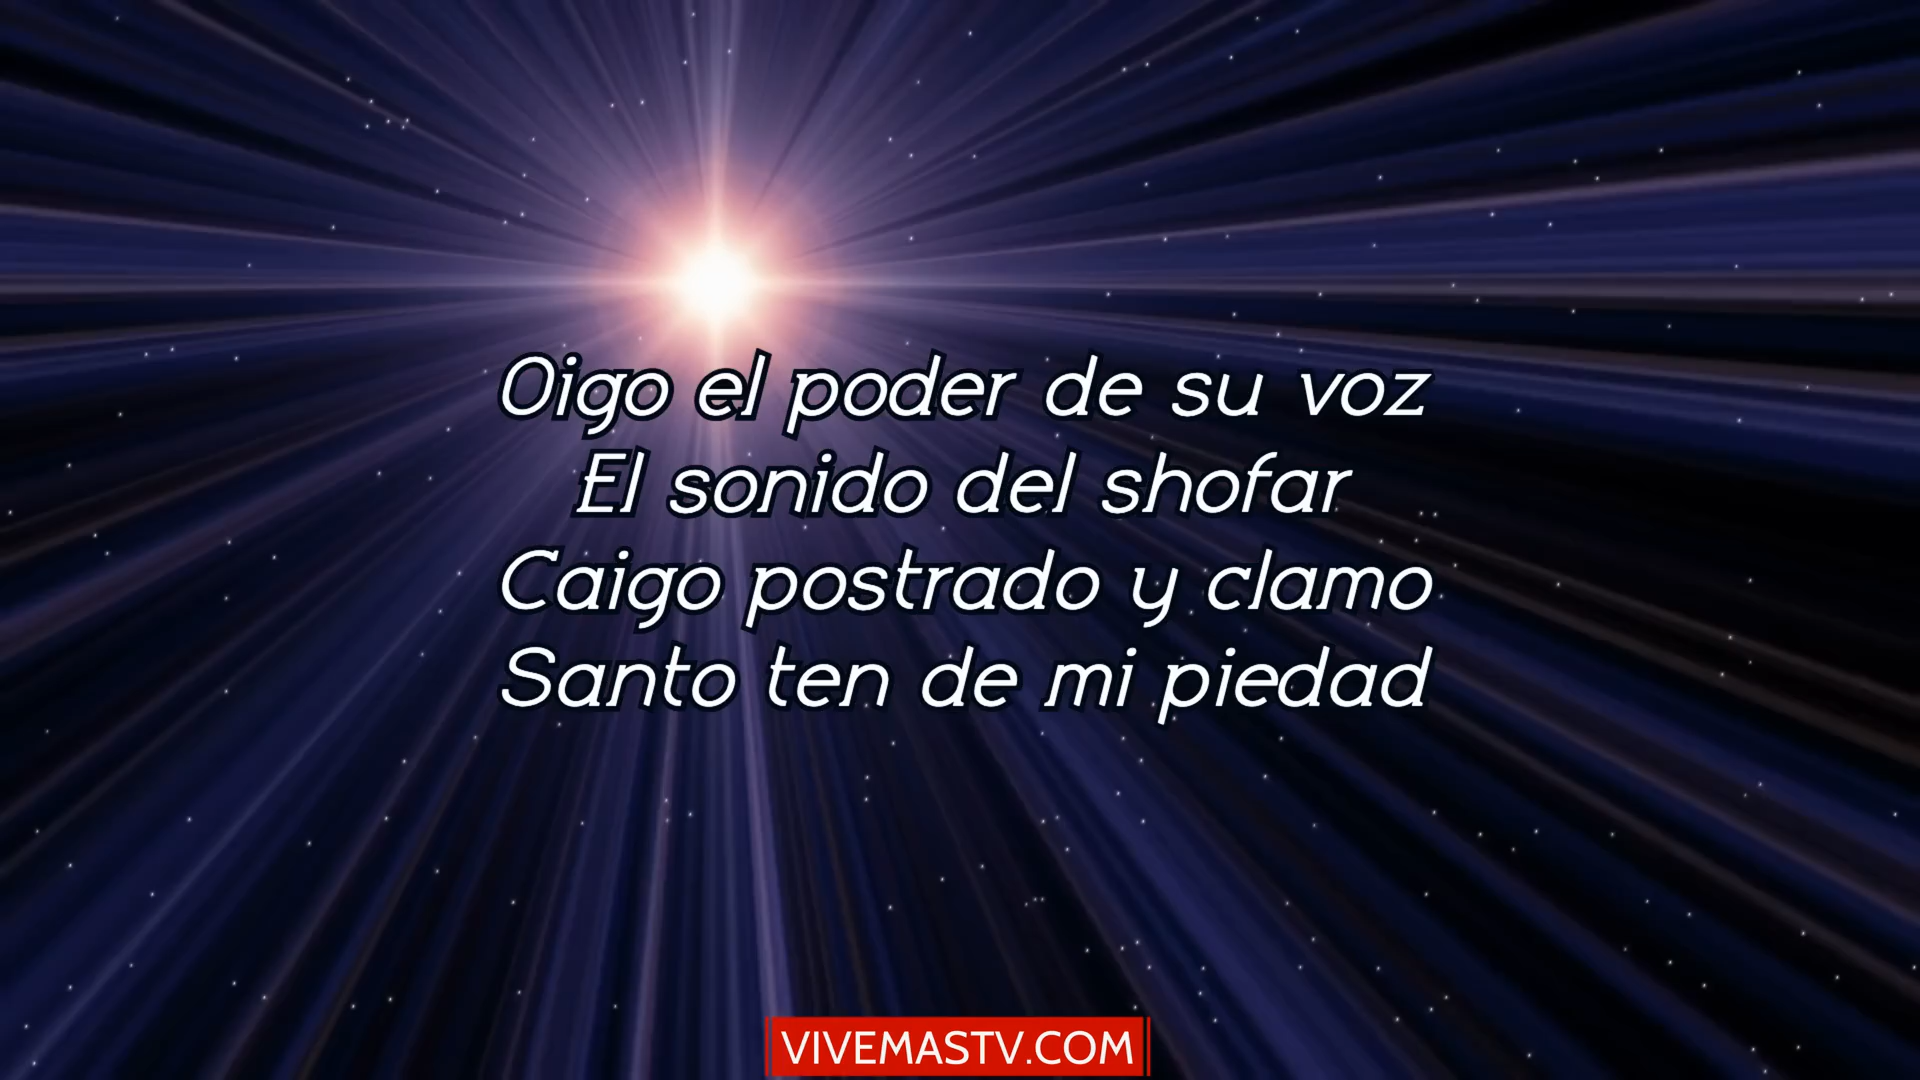 Oigo el poder de su voz
El sonido del shofar
Caigo postrado y clamo
Santo ten de mi piedad
VIVEMASTV.COM